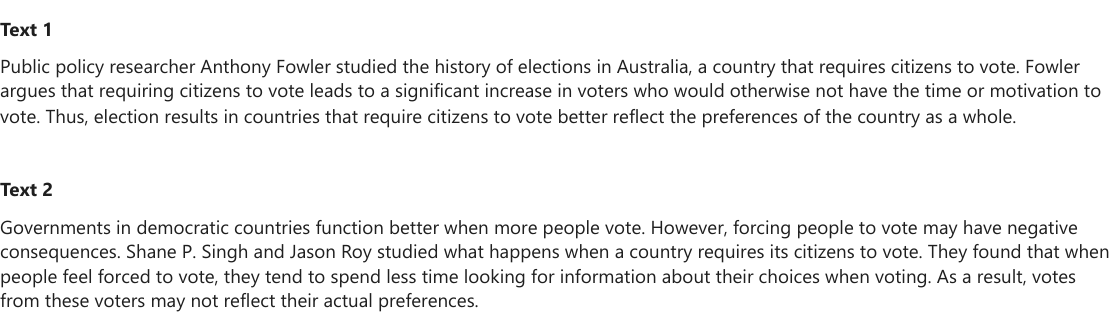 Text 1
Public policy researcher Anthony Fowler studied the history of elections in Australia, a country that requires citizens to vote. Fowler
argues that requiring citizens to vote leads to a significant increase in voters who would otherwise not have the time or motivation to
vote. Thus, election results in countries that require citizens to vote better reflect the preferences of the country as a whole.
Text 2
Governments in democratic countries function better when more people vote. However, forcing people to vote may have negative
consequences. Shane P. Singh and Jason Roy studied what happens when a country requires its citizens to vote. They found that when
people feel forced to vote, they tend to spend less time looking for information about their choices when voting. As a result, votes
from these voters may not reflect their actual preferences.